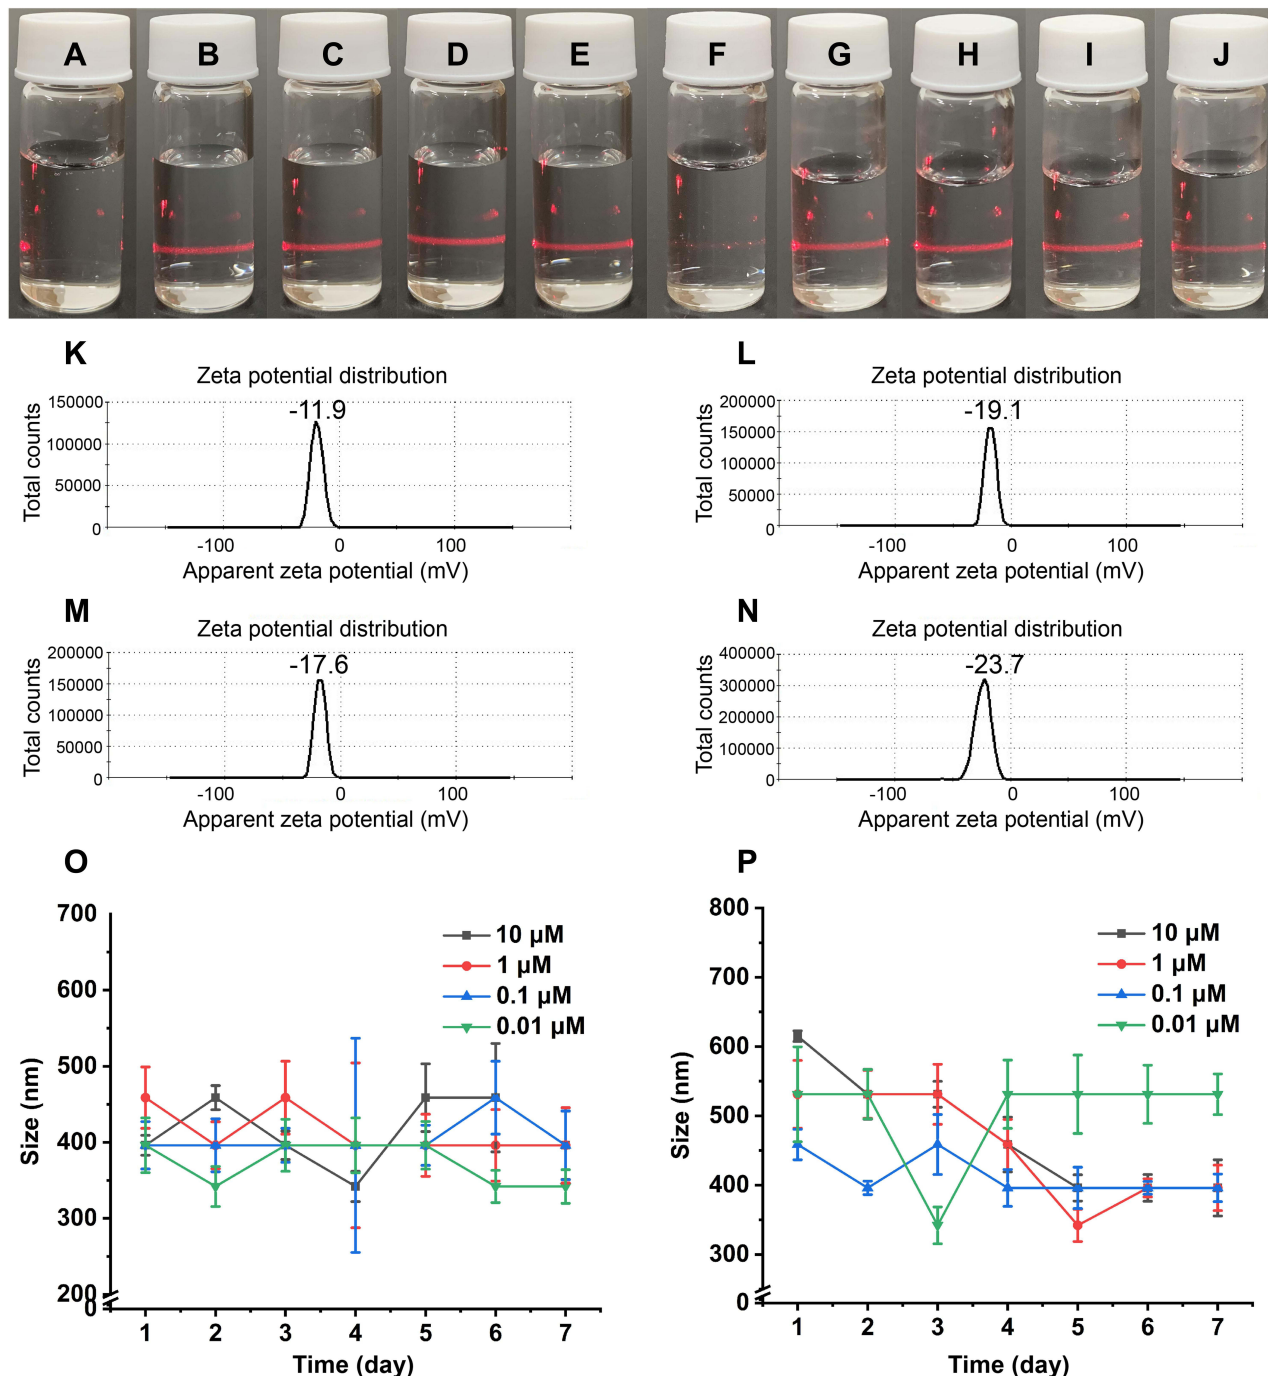 A B C D E F G H I J
K
Zeta potential distribution
-11.9
Total counts
150000
100000
50000
0
-100 0 100
Apparent zeta potential (mV)
L
Zeta potential distribution
-19.1
Total counts
200000
150000
100000
50000
0
-100 0 100
Apparent zeta potential (mV)
M
Zeta potential distribution
-17.6
Total counts
200000
150000
100000
50000
0
-100 0 100
Apparent zeta potential (mV)
N
Zeta potential distribution
-23.7
Total counts
400000
300000
200000
100000
0
-100 0 100
Apparent zeta potential (mV)
O
Size (nm)
700
600
500
400
300
200
0
10 µM
1 µM
0.1 µM
0.01 µM
1 2 3 4 5 6 7
Time (day)
P
Size (nm)
800
700
600
500
400
300
0
10 µM
1 µM
0.1 µM
0.01 µM
1 2 3 4 5 6 7
Time (day)